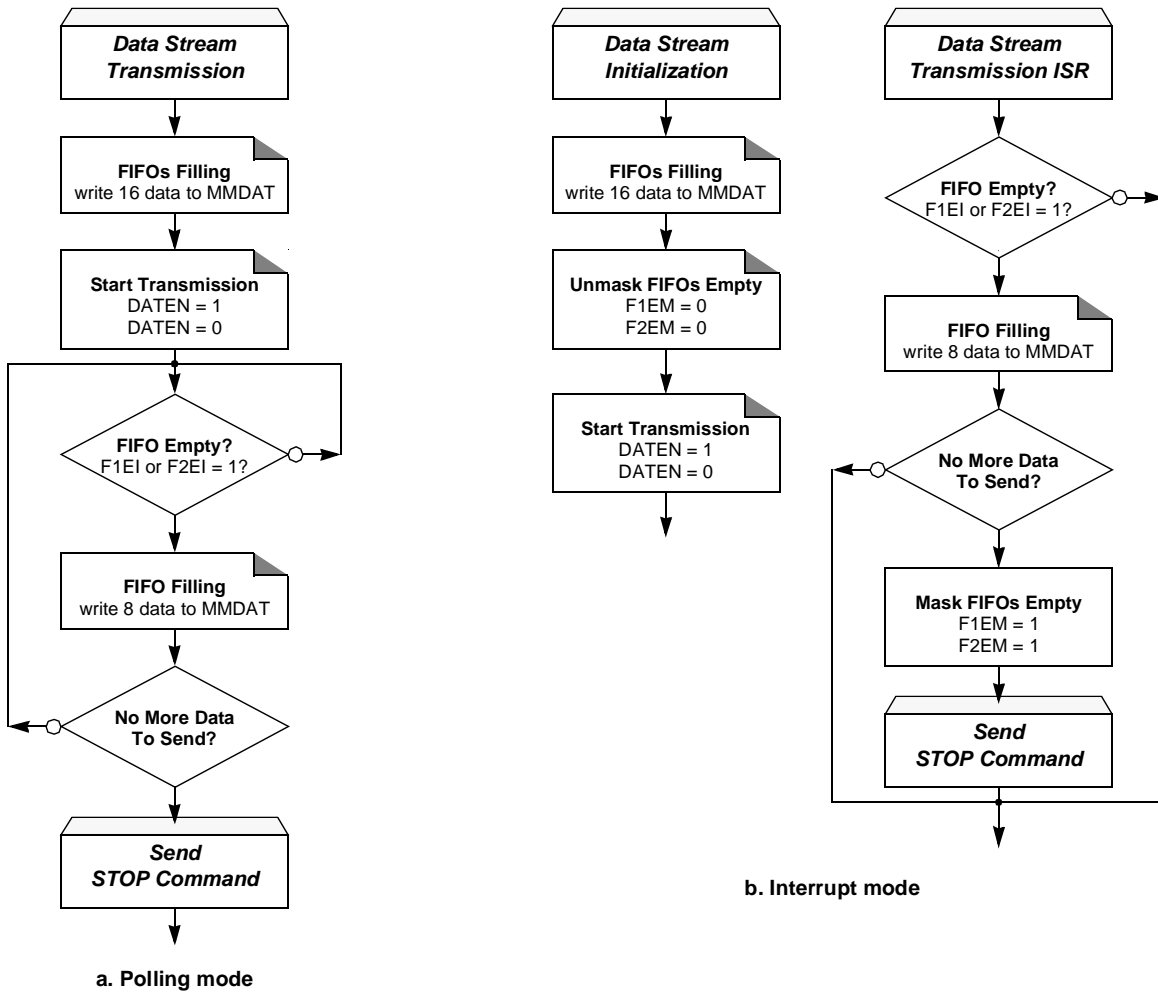 Data Stream
Transmission
FIFOs Filling
write 16 data to MMDAT
Start Transmission
DATEN = 1
DATEN = 0
FIFO Empty?
F1EI or F2EI = 1?
FIFO Filling
write 8 data to MMDAT
No More Data
To Send?
Send
STOP Command
a. Polling mode
Data Stream
Initialization
FIFOs Filling
write 16 data to MMDAT
Unmask FIFOs Empty
F1EM = 0
F2EM = 0
Start Transmission
DATEN = 1
DATEN = 0
Data Stream
Transmission ISR
FIFO Empty?
F1EI or F2EI = 1?
FIFO Filling
write 8 data to MMDAT
No More Data
To Send?
Mask FIFOs Empty
F1EM = 1
F2EM = 1
Send
STOP Command
b. Interrupt mode